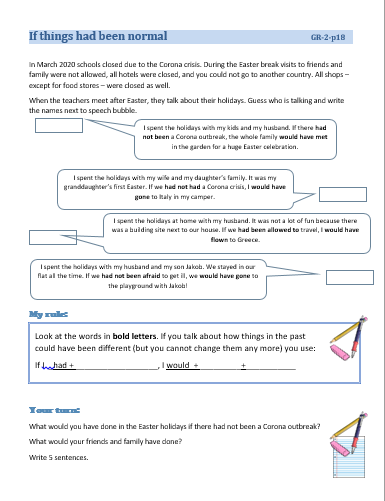 If things had been normal GR-2-p18
In March 2020 schools closed due to the Corona crisis. During the Easter break visits to friends and
family were not allowed, all hotels were closed, and you could not go to another country. All shops –
except for food stores – were closed as well.
When the teachers meet after Easter, they talk about their holidays. Guess who is talking and write
the names next to speech bubble.
I spent the holidays with my kids and my husband. If there had
not been a Corona outbreak, the whole family would have met
in the garden for a huge Easter celebration.
I spent the holidays with my wife and my daughter's family. It was my
granddaughter's first Easter. If we had not had a Corona crisis, I would have
gone to Italy in my camper.
I spent the holidays at home with my husband. It was not a lot of fun because there
was a building site next to our house. If we had been allowed to travel, I would have
flown to Greece.
I spent the holidays with my husband and my son Jakob. We stayed in our
flat all the time. If we had not been afraid to get ill, we would have gone to
the playground with Jakob!
My rule:
Look at the words in bold letters. If you talk about how things in the past
could have been different (but you cannot change them any more) you use:
If I had + ____________________, I would + __________ + ____________
Your turn:
What would you have done in the Easter holidays if there had not been a Corona outbreak?
What would your friends and family have done?
Write 5 sentences.